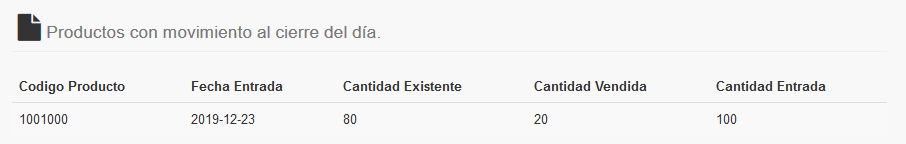 Productos con movimiento al cierre del día.
Codigo Producto Fecha Entrada Cantidad Existente Cantidad Vendida Cantidad Entrada
1001000 2019-12-23 80 20 100